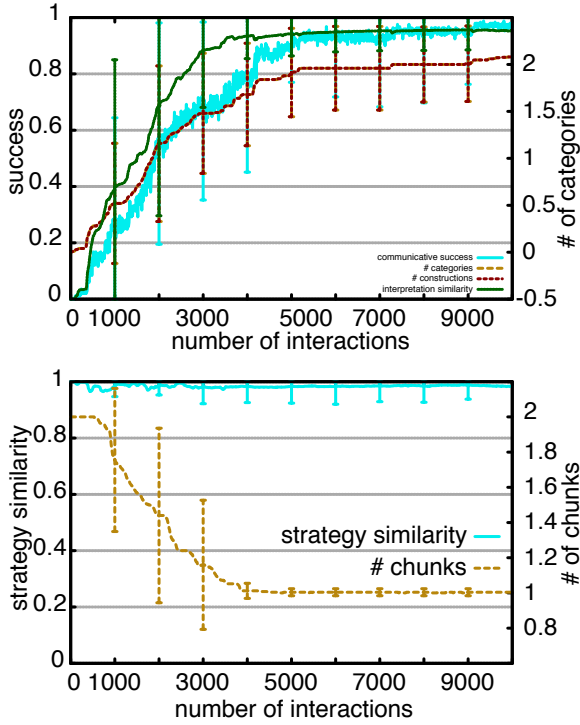 1
0.8
0.6
0.4
0.2
0
success
2
1.5
1
0.5
0
-0.5
# of categories
communicative success
# categories
# constructions
interpretation similarity
0 1000 3000 5000 7000 9000
number of interactions
1
0.8
0.6
0.4
0.2
0
strategy similarity
2
1.8
1.6
1.4
1.2
1
0.8
# of chunks
strategy similarity
# chunks
0 1000 3000 5000 7000 9000
number of interactions